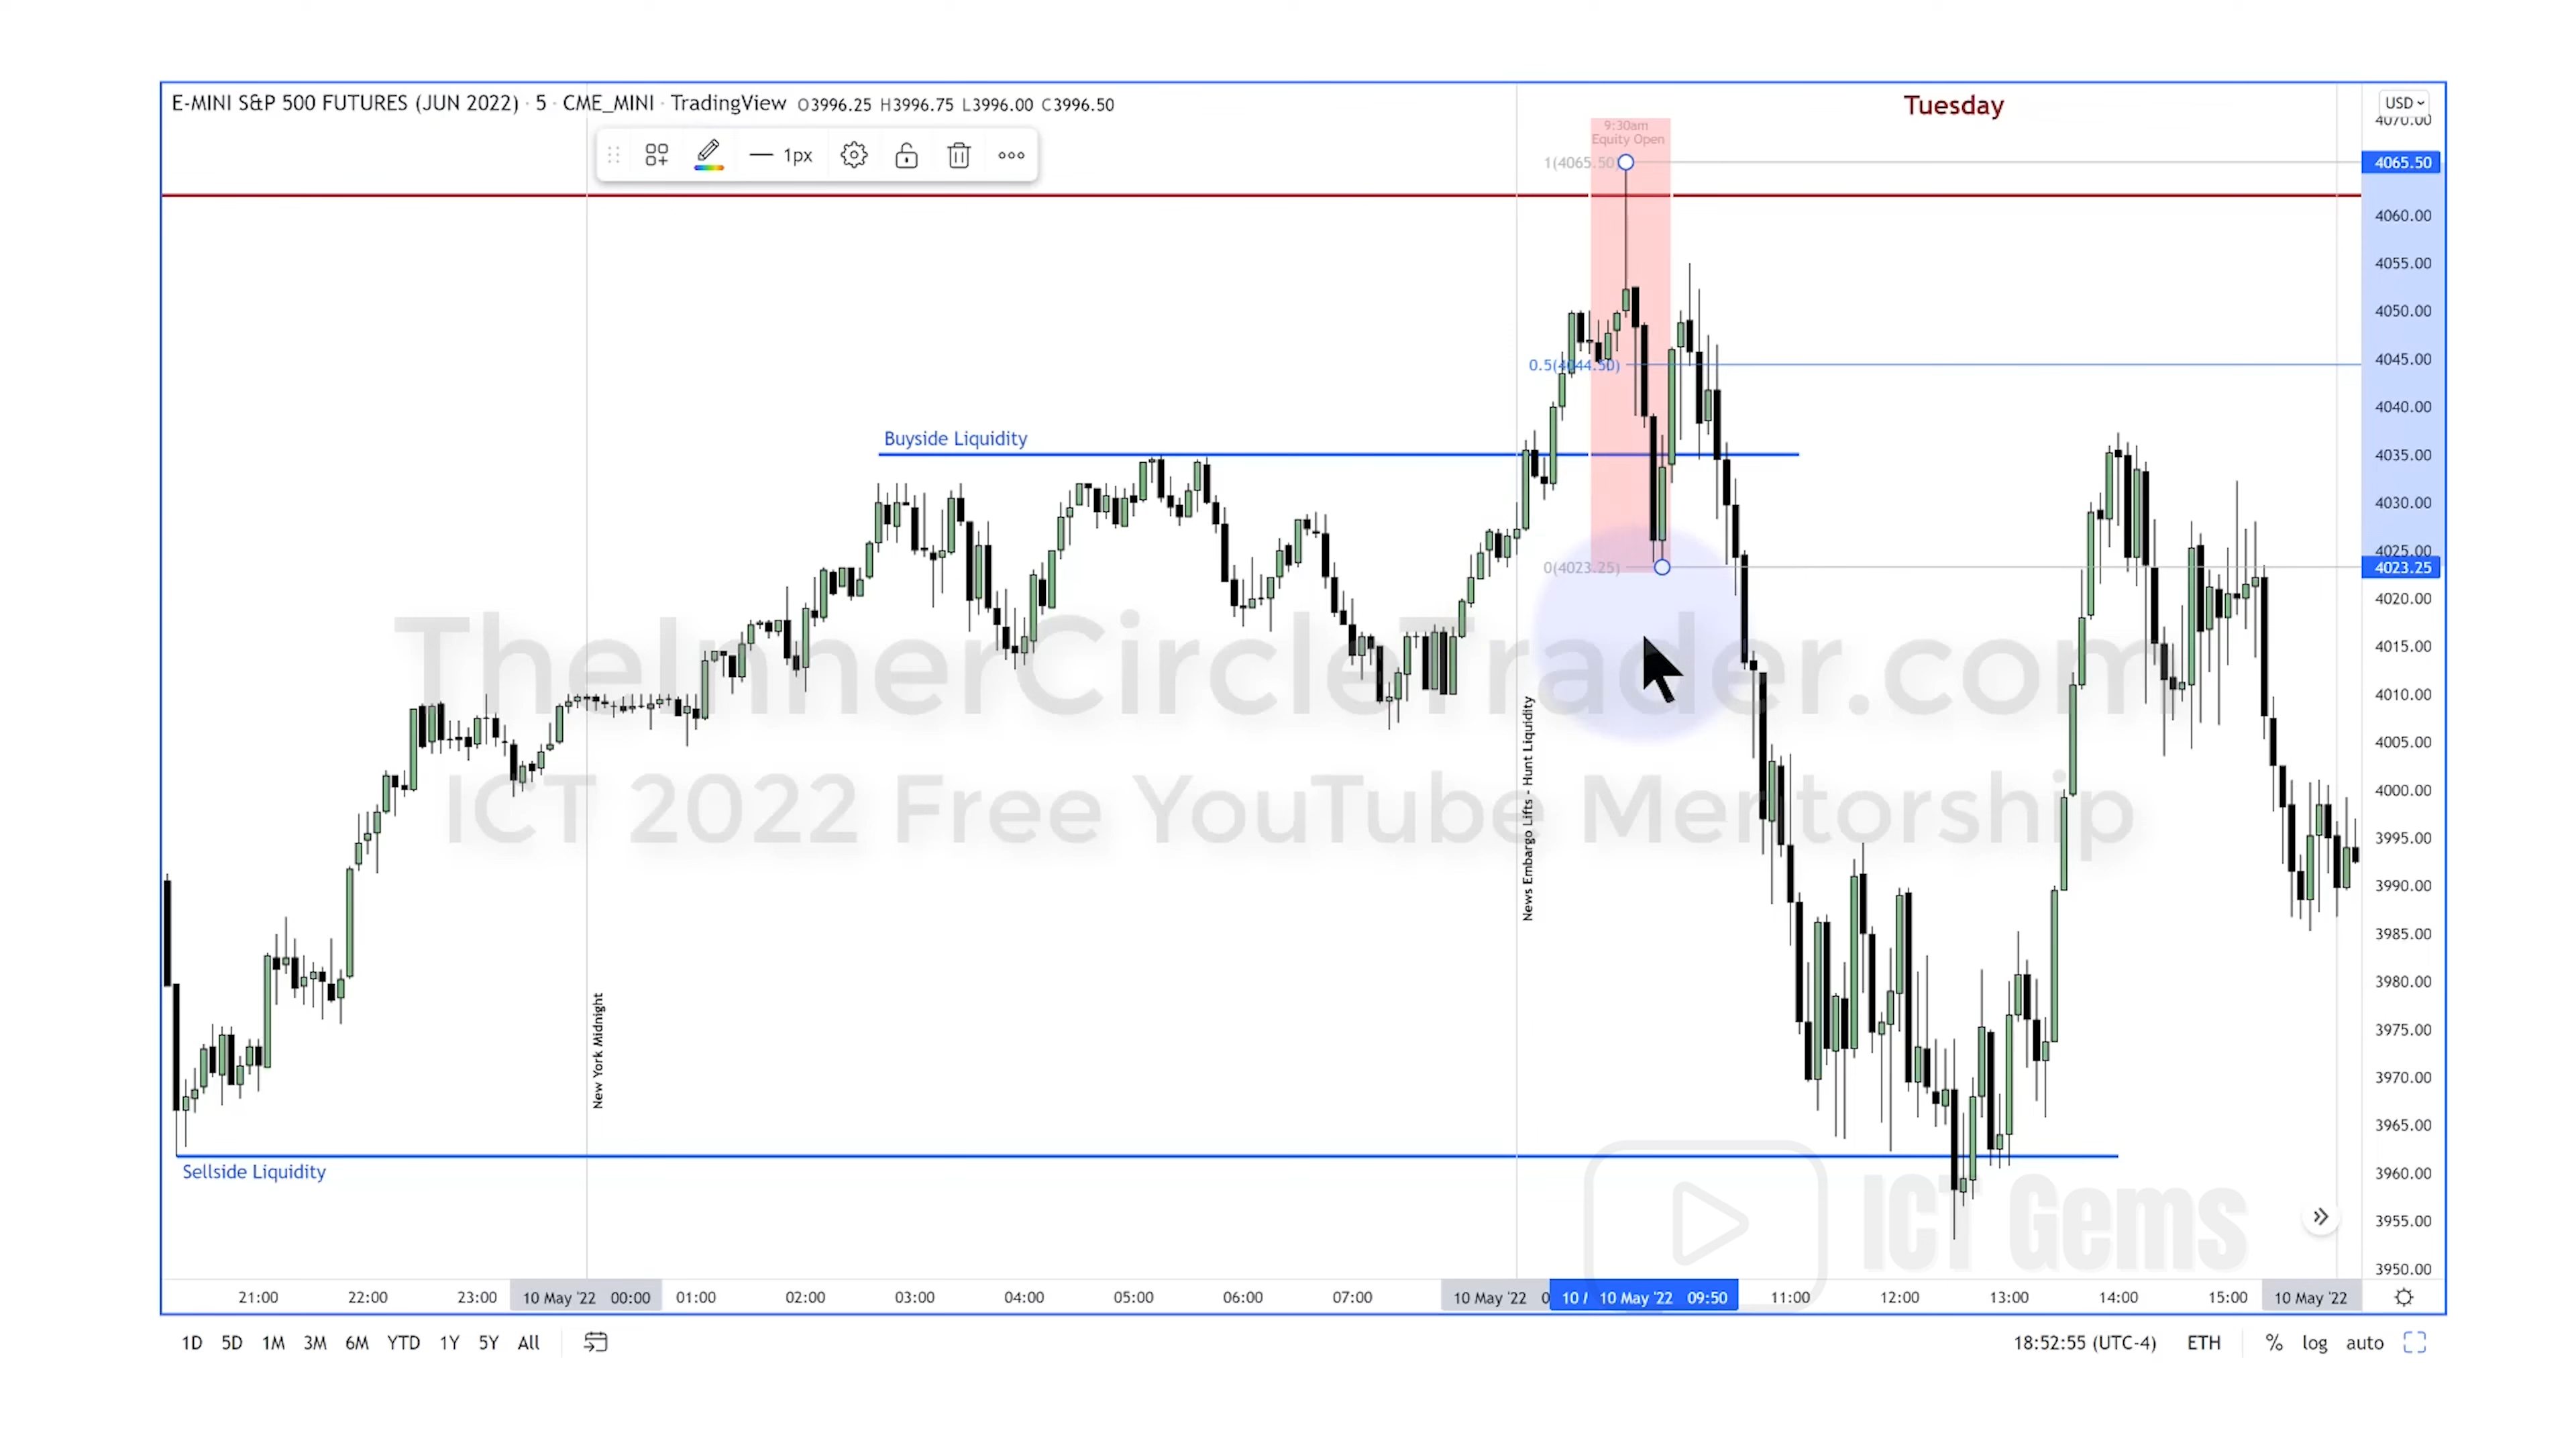 E-MINI S&P 500 FUTURES (JUN 2022) · 5 · CME_MINI · TradingView O3996.25 H3996.75 L3996.00 C3996.50
Tuesday
USD
4070.00
1px
9:30am
Equity Open
1(4065.50)
4065.50
4060.00
4055.00
4050.00
4045.00
0.5(4044.50)
4040.00
Buyside Liquidity
4035.00
4030.00
4025.00
0(4023.25)
4023.25
4020.00
TheInnerCircleTrader.com
4015.00
4010.00
4005.00
4000.00
ICT 2022 Free YouTube Mentorship
3995.00
3990.00
News Embargo Lifts - Hunt Liquidity
3985.00
3980.00
3975.00
New York Midnight
3970.00
3965.00
Sellside Liquidity
3960.00
ICT Gems
3955.00
3950.00
21:00 22:00 23:00 10 May '22 00:00 01:00 02:00 03:00 04:00 05:00 06:00 07:00 10 May '22 0 10 10 May '22 09:50 11:00 12:00 13:00 14:00 15:00 10 May '22
1D 5D 1M 3M 6M YTD 1Y 5Y All 18:52:55 (UTC-4) ETH % log auto